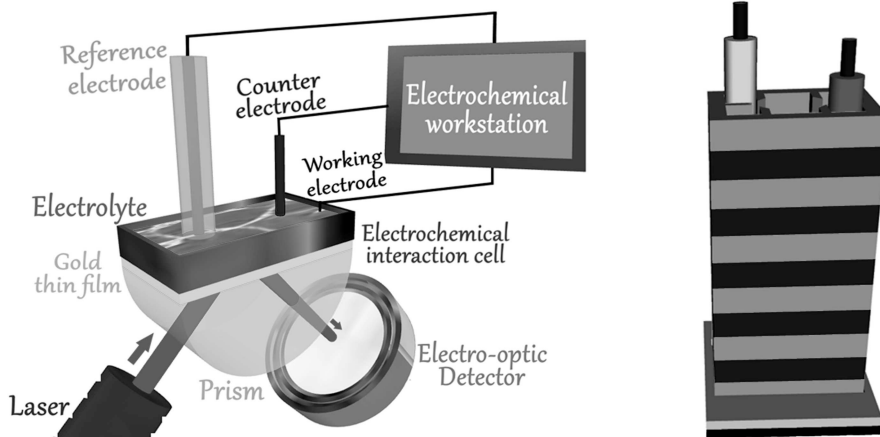 Reference
electrode
Counter
electrode
Electrochemical
workstation
Working
electrode
Electrolyte
Electrochemical
interaction cell
Gold
thin film
Electro-optic
Detector
Prism
Laser